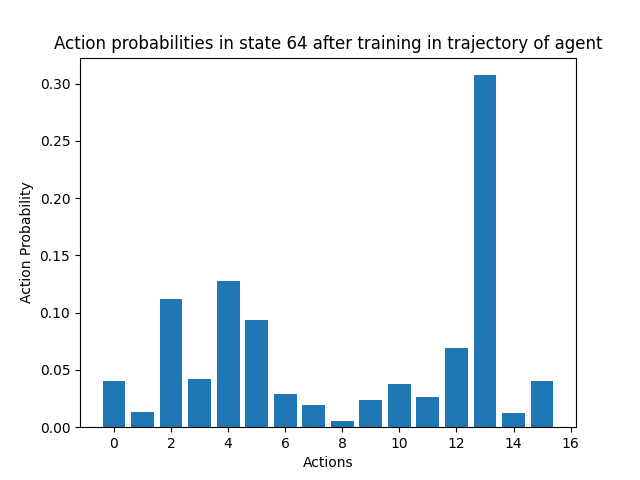 Action probabilities in state 64 after training in trajectory of agent
0.30
0.25
0.20
0.15
0.10
0.05
0.00
Action Probability
0 2 4 6 8 10 12 14 16
Actions